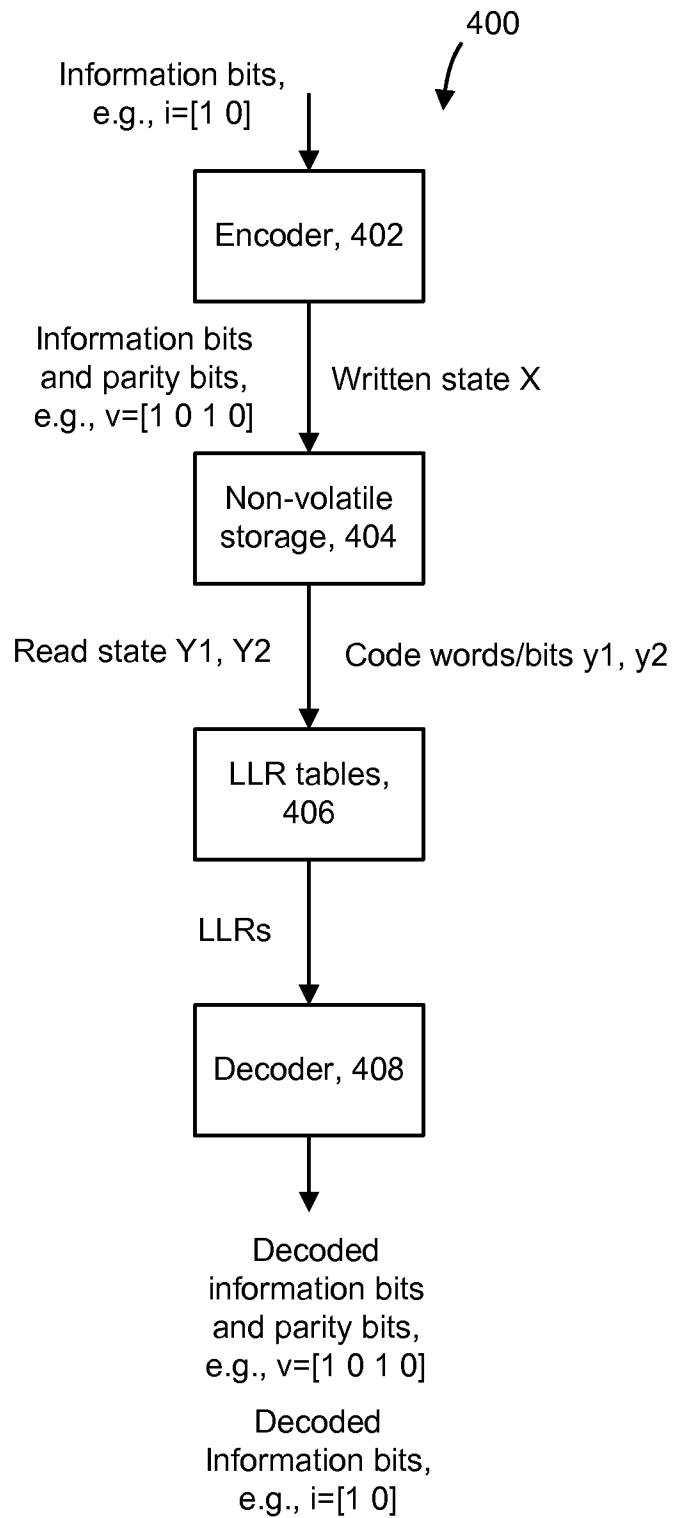 400
Information bits,
e.g., i=[1 0]
Encoder, 402
Information bits
and parity bits,
e.g., v=[1 0 1 0]
Written state X
Non-volatile
storage, 404
Read state Y1, Y2
Code words/bits y1, y2
LLR tables,
406
LLRs
Decoder, 408
Decoded
information bits
and parity bits,
e.g., v=[1 0 1 0]
Decoded
Information bits,
e.g., i=[1 0]